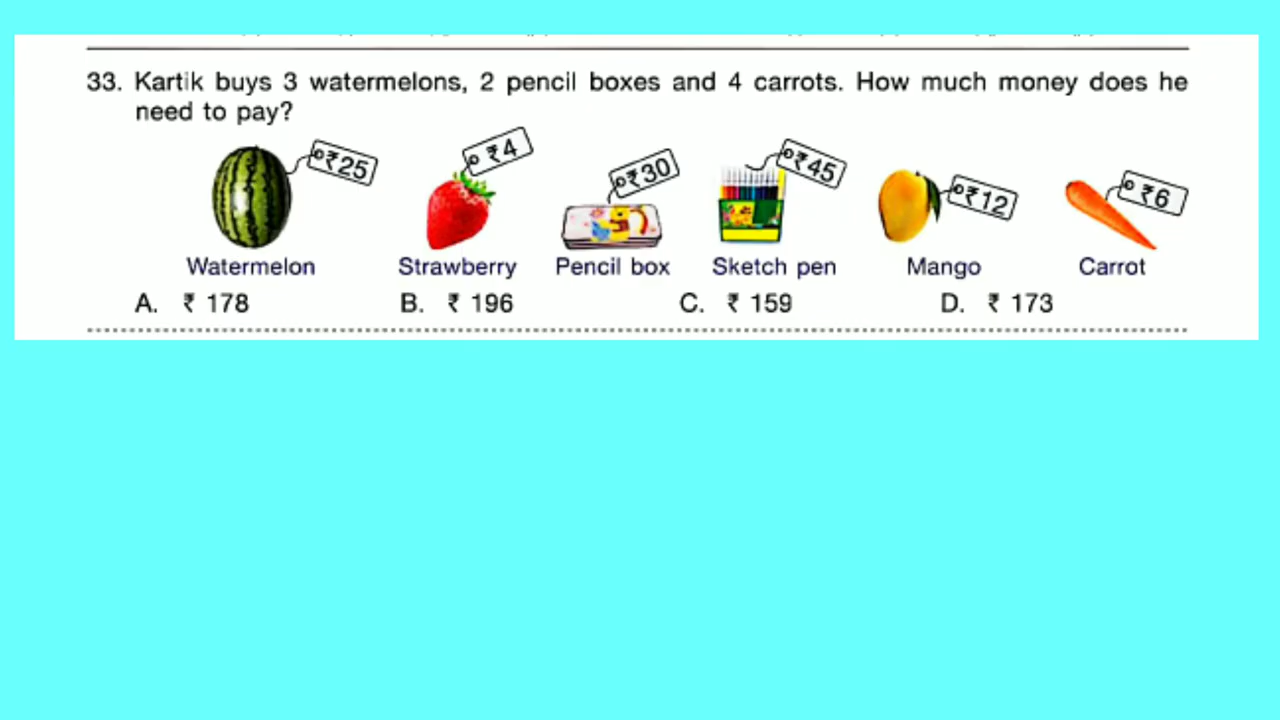 33. Kartik buys 3 watermelons, 2 pencil boxes and 4 carrots. How much money does he
need to pay?
₹25 ₹4 ₹30 ₹45 ₹12 ₹6
Watermelon Strawberry Pencil box Sketch pen Mango Carrot
A. ₹ 178 B. ₹ 196 C. ₹ 159 D. ₹ 173